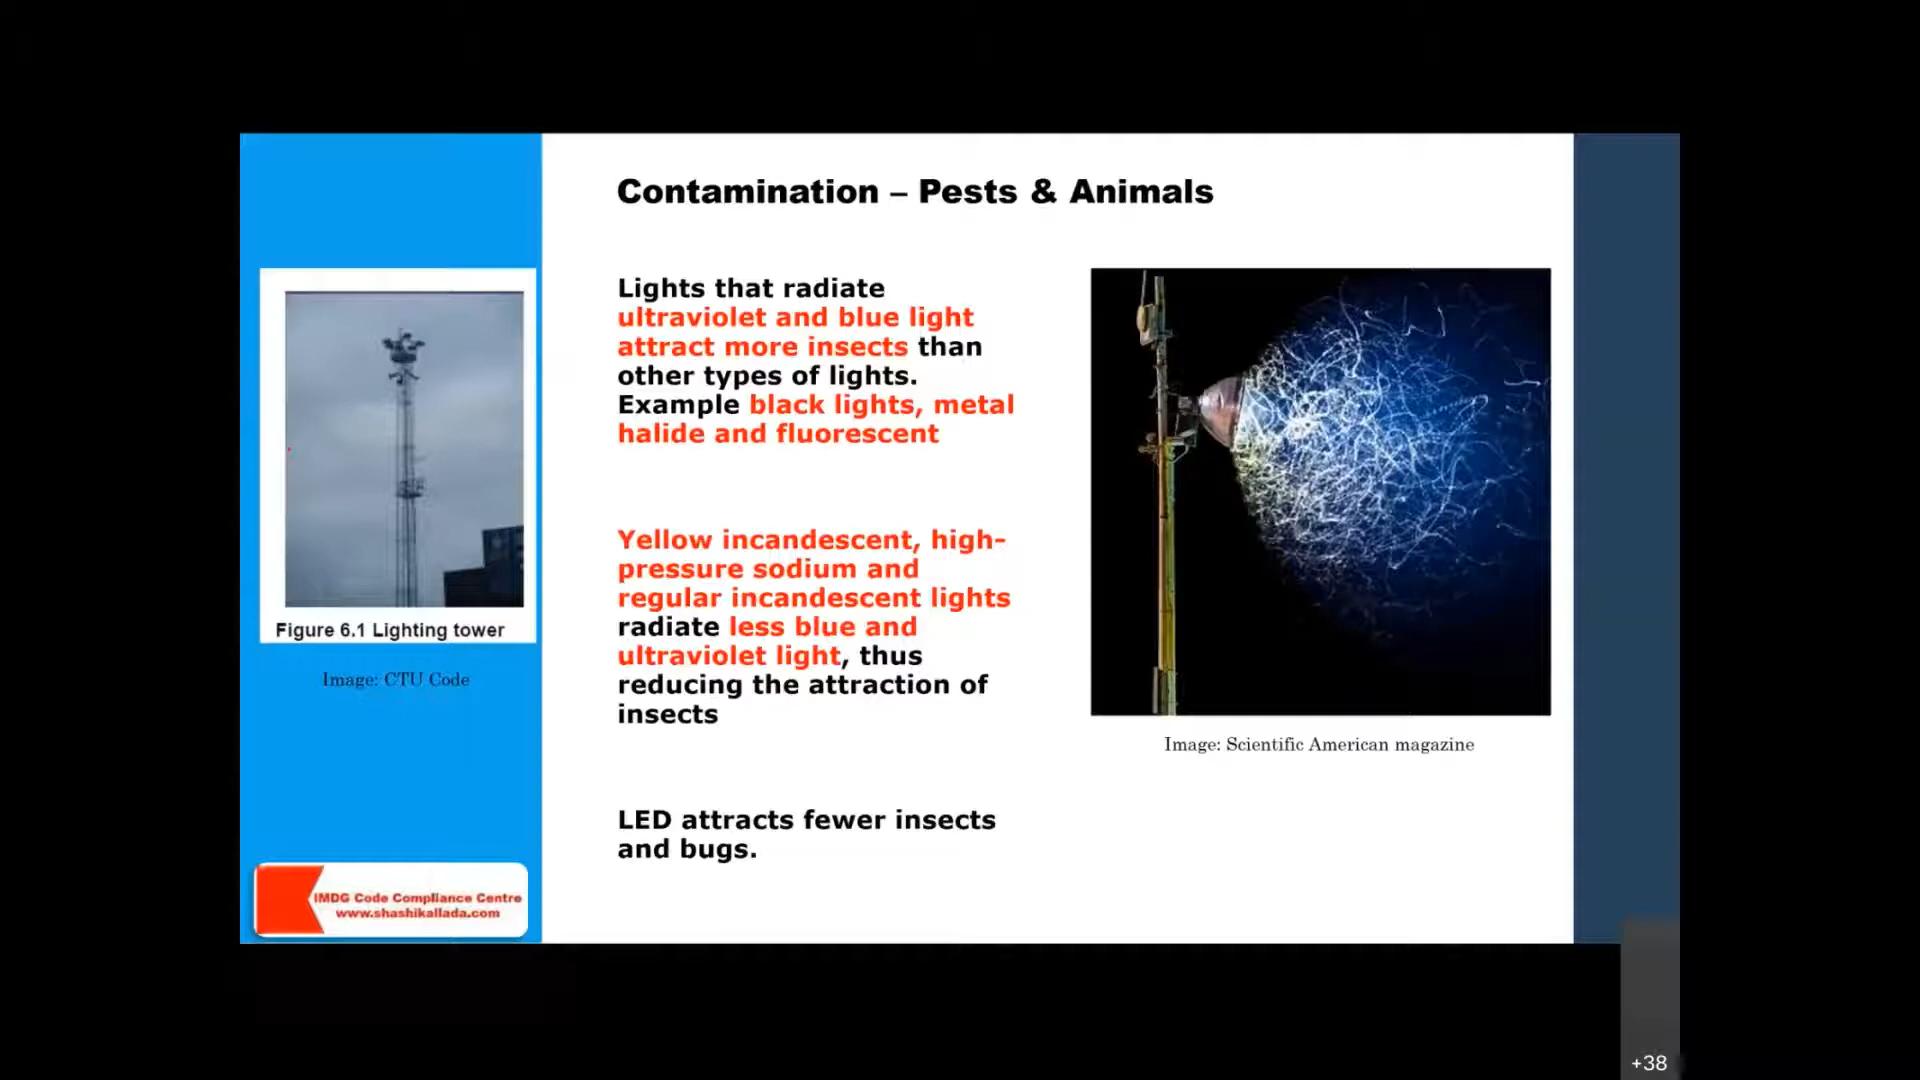 Contamination – Pests & Animals
Lights that radiate
ultraviolet and blue light
attract more insects than
other types of lights.
Example black lights, metal
halide and fluorescent
Yellow incandescent, high-
pressure sodium and
regular incandescent lights
radiate less blue and
ultraviolet light, thus
reducing the attraction of
insects
LED attracts fewer insects
and bugs.
Figure 6.1 Lighting tower
Image: CTU Code
Image: Scientific American magazine
IMDG Code Compliance Centre
www.shashikallada.com
+38